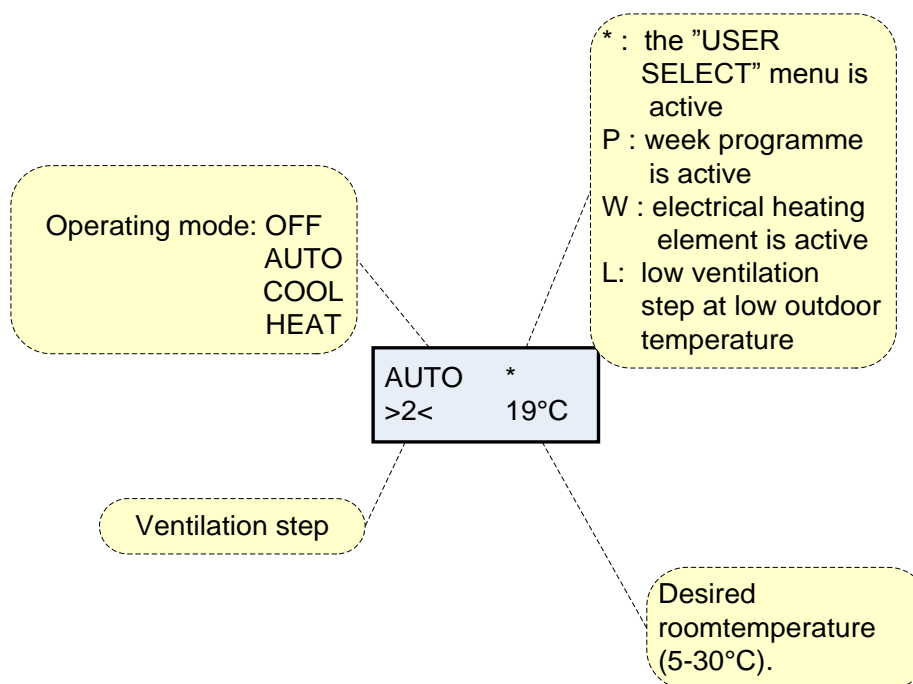 * : the ”USER
SELECT” menu is
active
P : week programme
is active
W : electrical heating
element is active
L: low ventilation
step at low outdoor
temperature
Operating mode: OFF
AUTO
COOL
HEAT
AUTO *
>2< 19°C
Ventilation step
Desired
roomtemperature
(5-30°C).